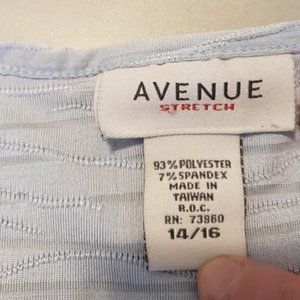 AVENUE
STRETCH
93% POLYESTER
7% SPANDEX
MADE IN
TAIWAN
R.O.C.
RN: 73960
14/16